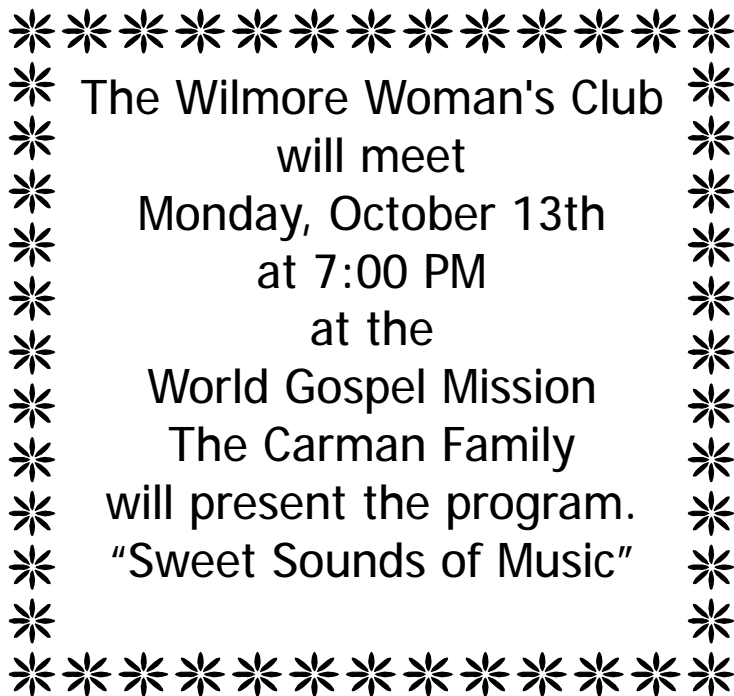 The Wilmore Woman's Club
will meet
Monday, October 13th
at 7:00 PM
at the
World Gospel Mission
The Carman Family
will present the program.
“Sweet Sounds of Music”